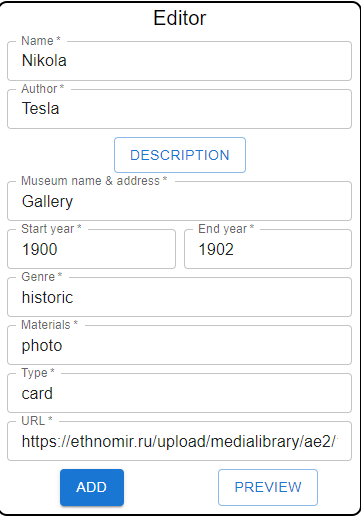 Editor
Name *
Nikola
Author *
Tesla
DESCRIPTION
Museum name & address *
Gallery
Start year * End year *
1900 1902
Genre *
historic
Materials *
photo
Type *
card
URL *
https://ethnomir.ru/upload/medialibrary/ae2/
ADD PREVIEW